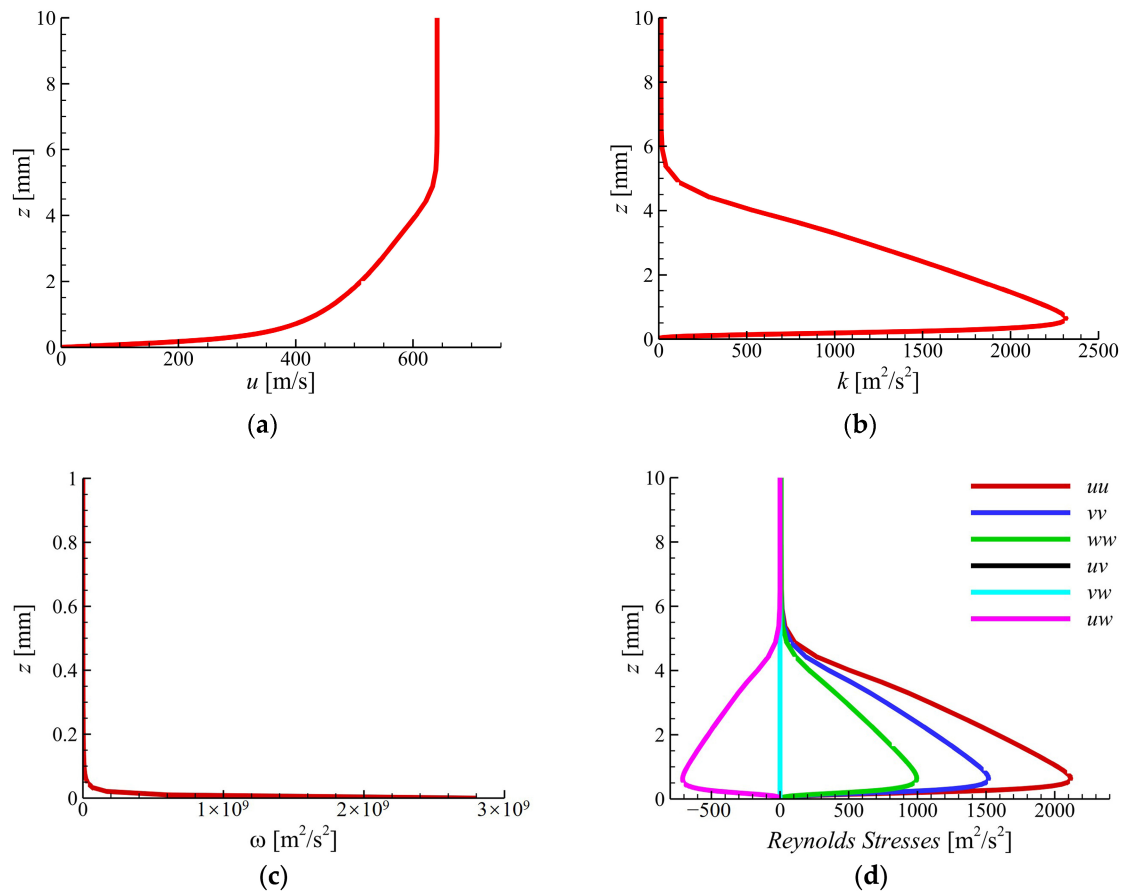 10
8
6
4
2
0
z [mm]
0
200
400
600
u [m/s]
(a)
10
8
6
4
2
0
z [mm]
0
500
1000
1500
2000
2500
k [m²/s²]
(b)
1
0.8
0.6
0.4
0.2
0
z [mm]
0
1×10⁹
2×10⁹
3×10⁹
ω [m²/s²]
(c)
10
8
6
4
2
0
z [mm]
uu
vv
ww
uv
vw
uw
−500
0
500
1000
1500
2000
Reynolds Stresses [m²/s²]
(d)